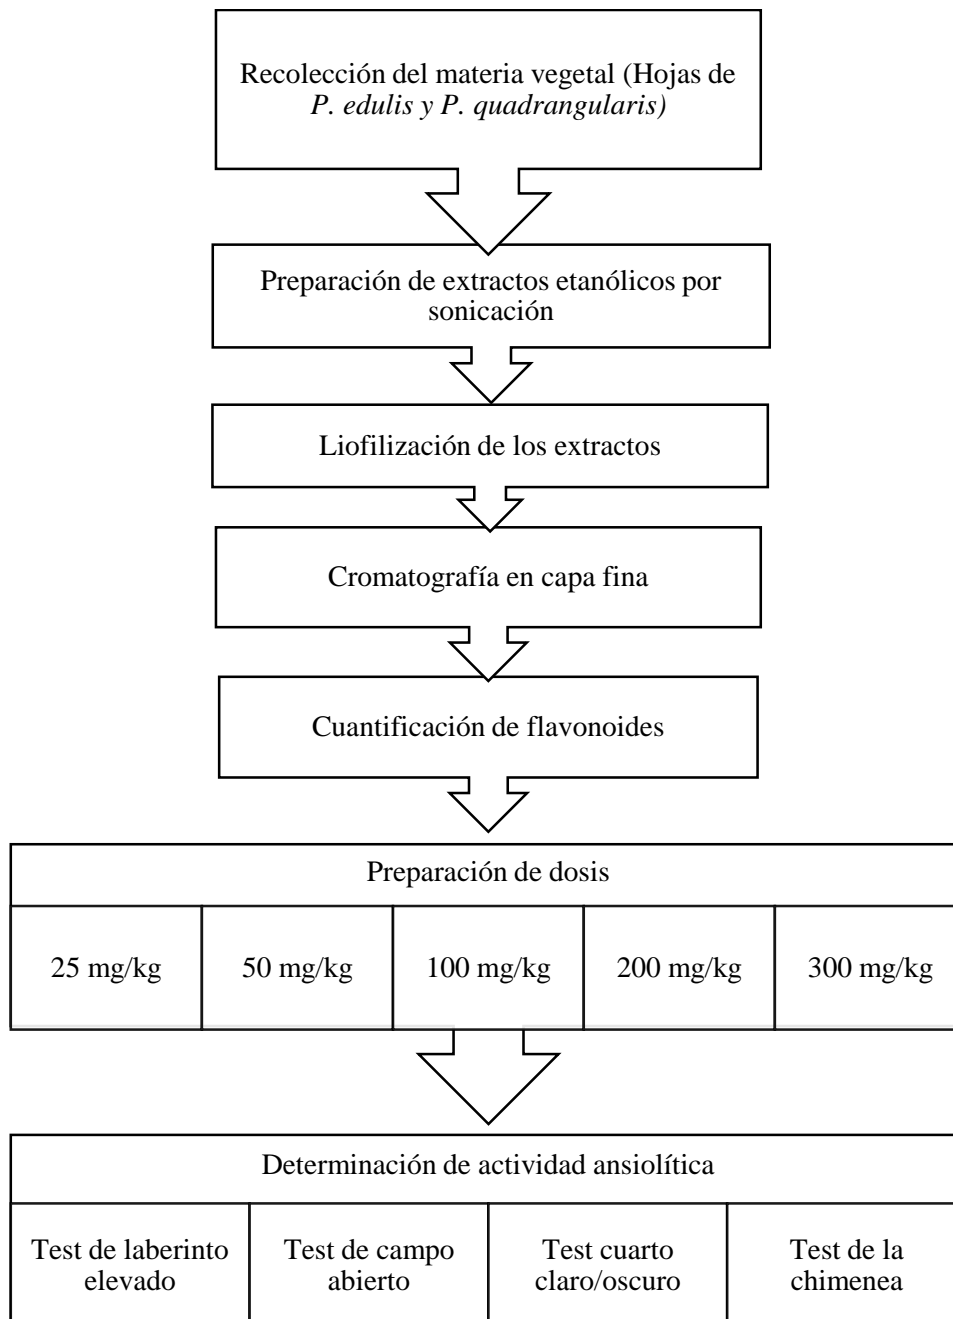 Recolección del materia vegetal (Hojas de
P. edulis y P. quadrangularis)
Preparación de extractos etanólicos por
sonicación
Liofilización de los extractos
Cromatografía en capa fina
Cuantificación de flavonoides
Preparación de dosis
25 mg/kg
50 mg/kg
100 mg/kg
200 mg/kg
300 mg/kg
Determinación de actividad ansiolítica
Test de laberinto
elevado
Test de campo
abierto
Test cuarto
claro/oscuro
Test de la
chimenea